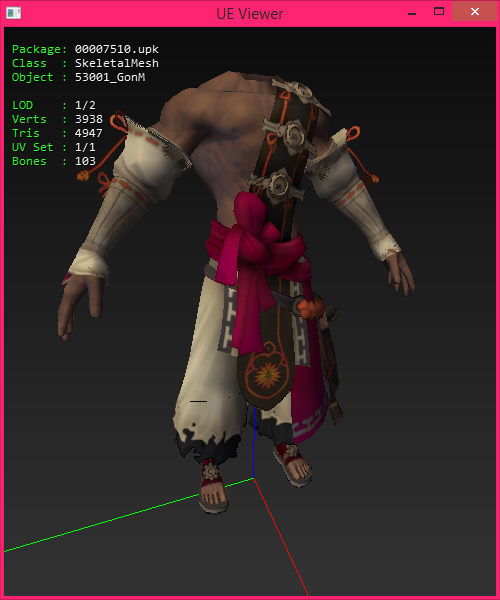 UE Viewer
Package: 00007510.upk
Class : SkeletalMesh
Object : 53001_GonM
LOD : 1/2
Verts : 3938
Tris : 4947
UV Set : 1/1
Bones : 103